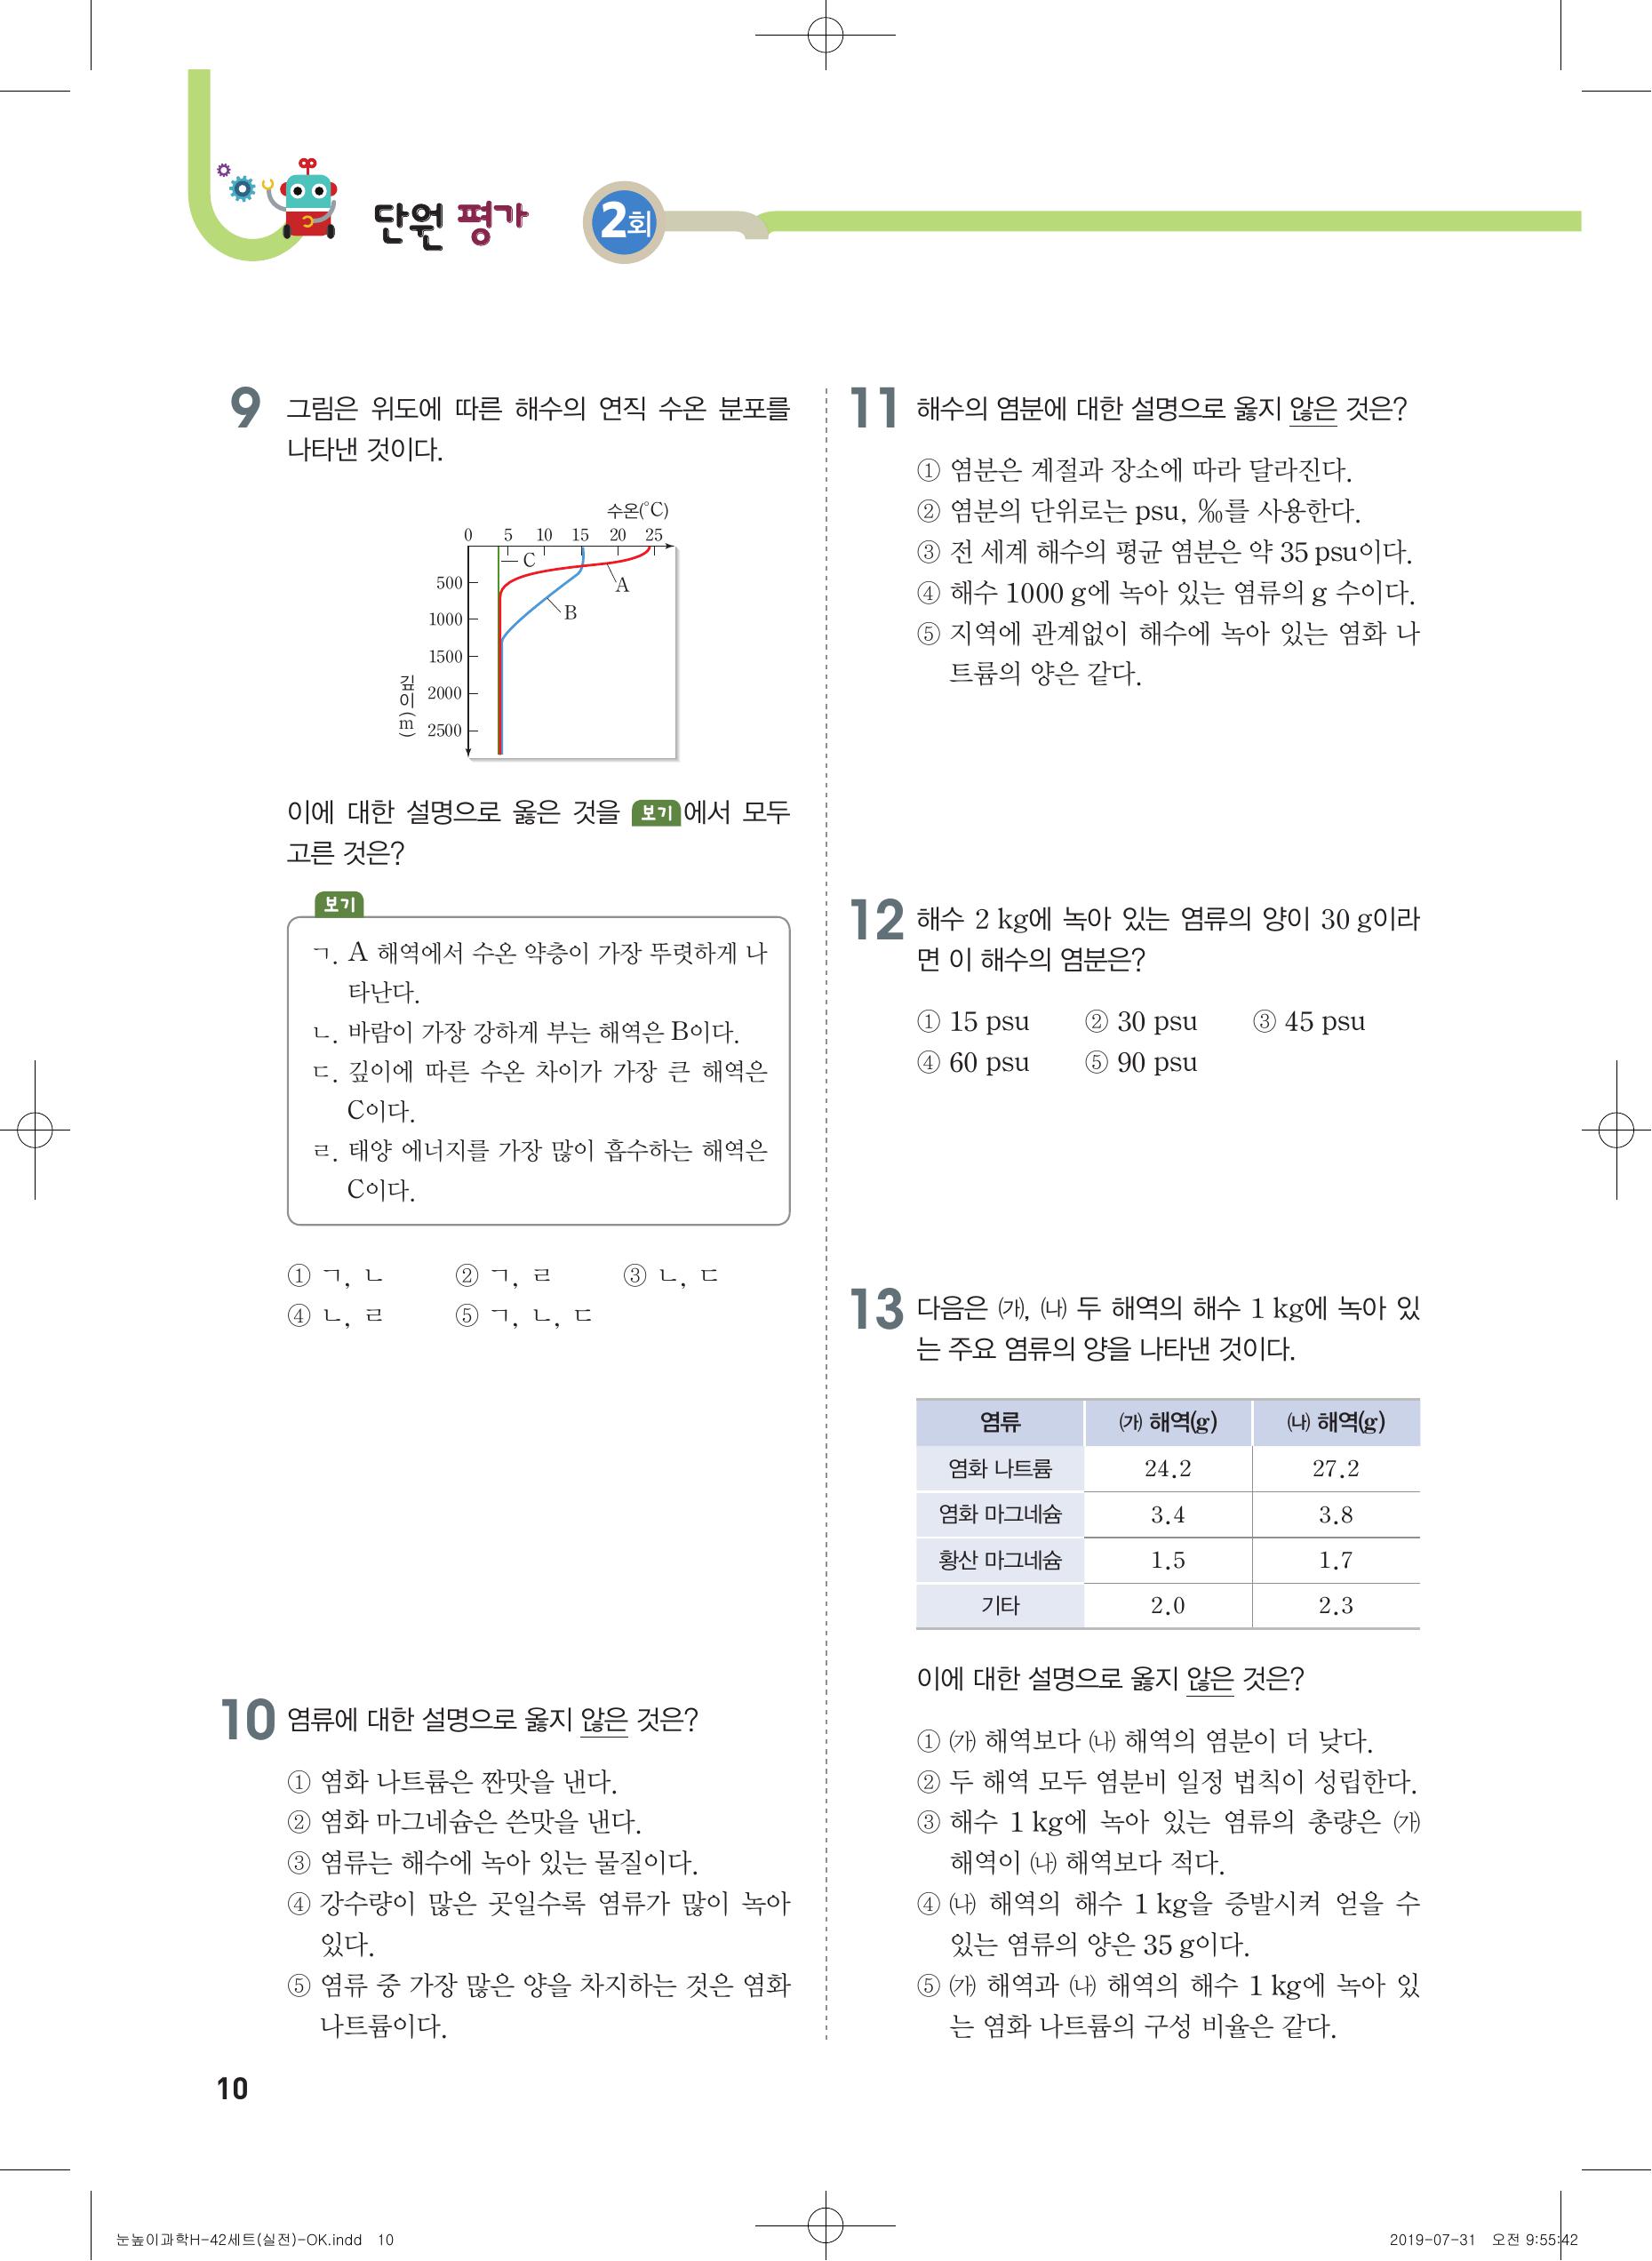 단원 평가 2회
9 그림은 위도에 따른 해수의 연직 수온 분포를
나타낸 것이다.
수온(℃)
0 5 10 15 20 25
C
500
A
B
1000
1500
깊이(m)
2000
2500
이에 대한 설명으로 옳은 것을 보기 에서 모두
고른 것은?
보기
ㄱ. A 해역에서 수온 약층이 가장 뚜렷하게 나
타난다.
ㄴ. 바람이 가장 강하게 부는 해역은 B이다.
ㄷ. 깊이에 따른 수온 차이가 가장 큰 해역은
C이다.
ㄹ. 태양 에너지를 가장 많이 흡수하는 해역은
C이다.
① ㄱ, ㄴ ② ㄱ, ㄹ ③ ㄴ, ㄷ
④ ㄴ, ㄹ ⑤ ㄱ, ㄴ, ㄷ
10 염류에 대한 설명으로 옳지 않은 것은?
① 염화 나트륨은 짠맛을 낸다.
② 염화 마그네슘은 쓴맛을 낸다.
③ 염류는 해수에 녹아 있는 물질이다.
④ 강수량이 많은 곳일수록 염류가 많이 녹아
있다.
⑤ 염류 중 가장 많은 양을 차지하는 것은 염화
나트륨이다.
11 해수의 염분에 대한 설명으로 옳지 않은 것은?
① 염분은 계절과 장소에 따라 달라진다.
② 염분의 단위로는 psu, ‰를 사용한다.
③ 전 세계 해수의 평균 염분은 약 35 psu이다.
④ 해수 1000 g에 녹아 있는 염류의 g 수이다.
⑤ 지역에 관계없이 해수에 녹아 있는 염화 나
트륨의 양은 같다.
12 해수 2 kg에 녹아 있는 염류의 양이 30 g이라
면 이 해수의 염분은?
① 15 psu ② 30 psu ③ 45 psu
④ 60 psu ⑤ 90 psu
13 다음은 ㈎, ㈏ 두 해역의 해수 1 kg에 녹아 있
는 주요 염류의 양을 나타낸 것이다.
염류 ㈎ 해역(g) ㈏ 해역(g)
염화 나트륨 24.2 27.2
염화 마그네슘 3.4 3.8
황산 마그네슘 1.5 1.7
기타 2.0 2.3
이에 대한 설명으로 옳지 않은 것은?
① ㈎ 해역보다 ㈏ 해역의 염분이 더 낮다.
② 두 해역 모두 염분비 일정 법칙이 성립한다.
③ 해수 1 kg에 녹아 있는 염류의 총량은 ㈎
해역이 ㈏ 해역보다 적다.
④ ㈏ 해역의 해수 1 kg을 증발시켜 얻을 수
있는 염류의 양은 35 g이다.
⑤ ㈎ 해역과 ㈏ 해역의 해수 1 kg에 녹아 있
는 염화 나트륨의 구성 비율은 같다.
10
눈높이과학H-42세트(실전)-OK.indd 10
2019-07-31 오전 9:55:42